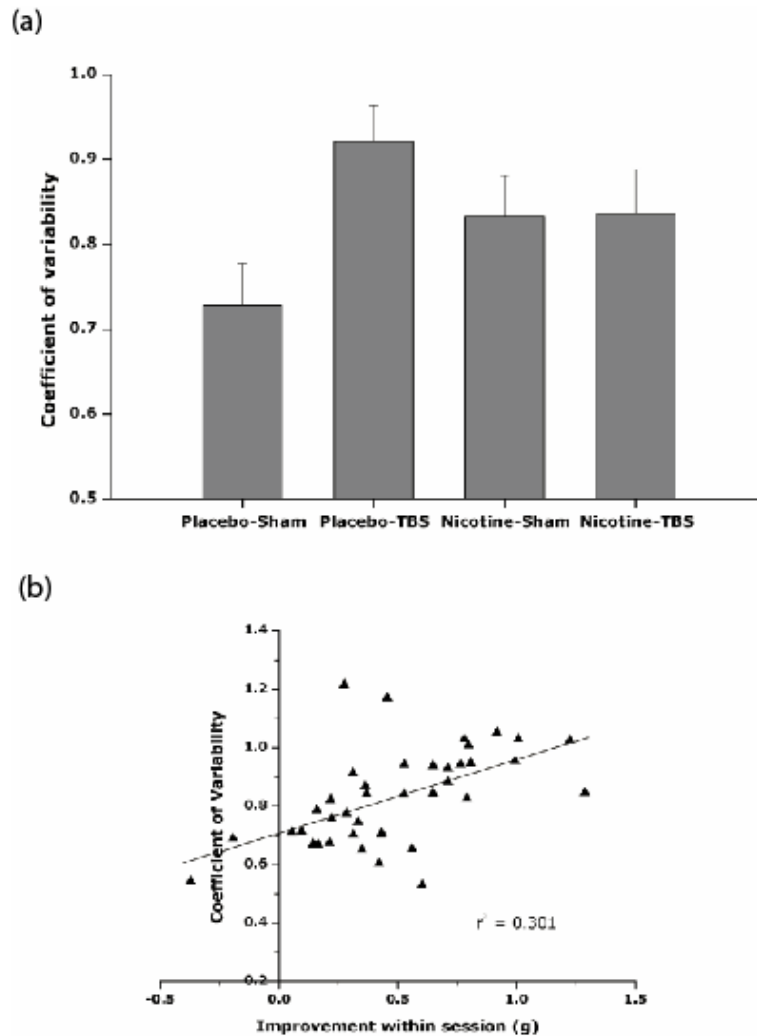 (a)
1.0
0.9
0.8
0.7
0.6
0.5
Coefficient of variability
Placebo-Sham Placebo-TBS Nicotine-Sham Nicotine-TBS
(b)
1.4
1.2
1.0
0.8
0.6
0.4
0.2
Coefficient of Variability
r² = 0.301
-0.5 0.0 0.5 1.0 1.5
Improvement within session (g)